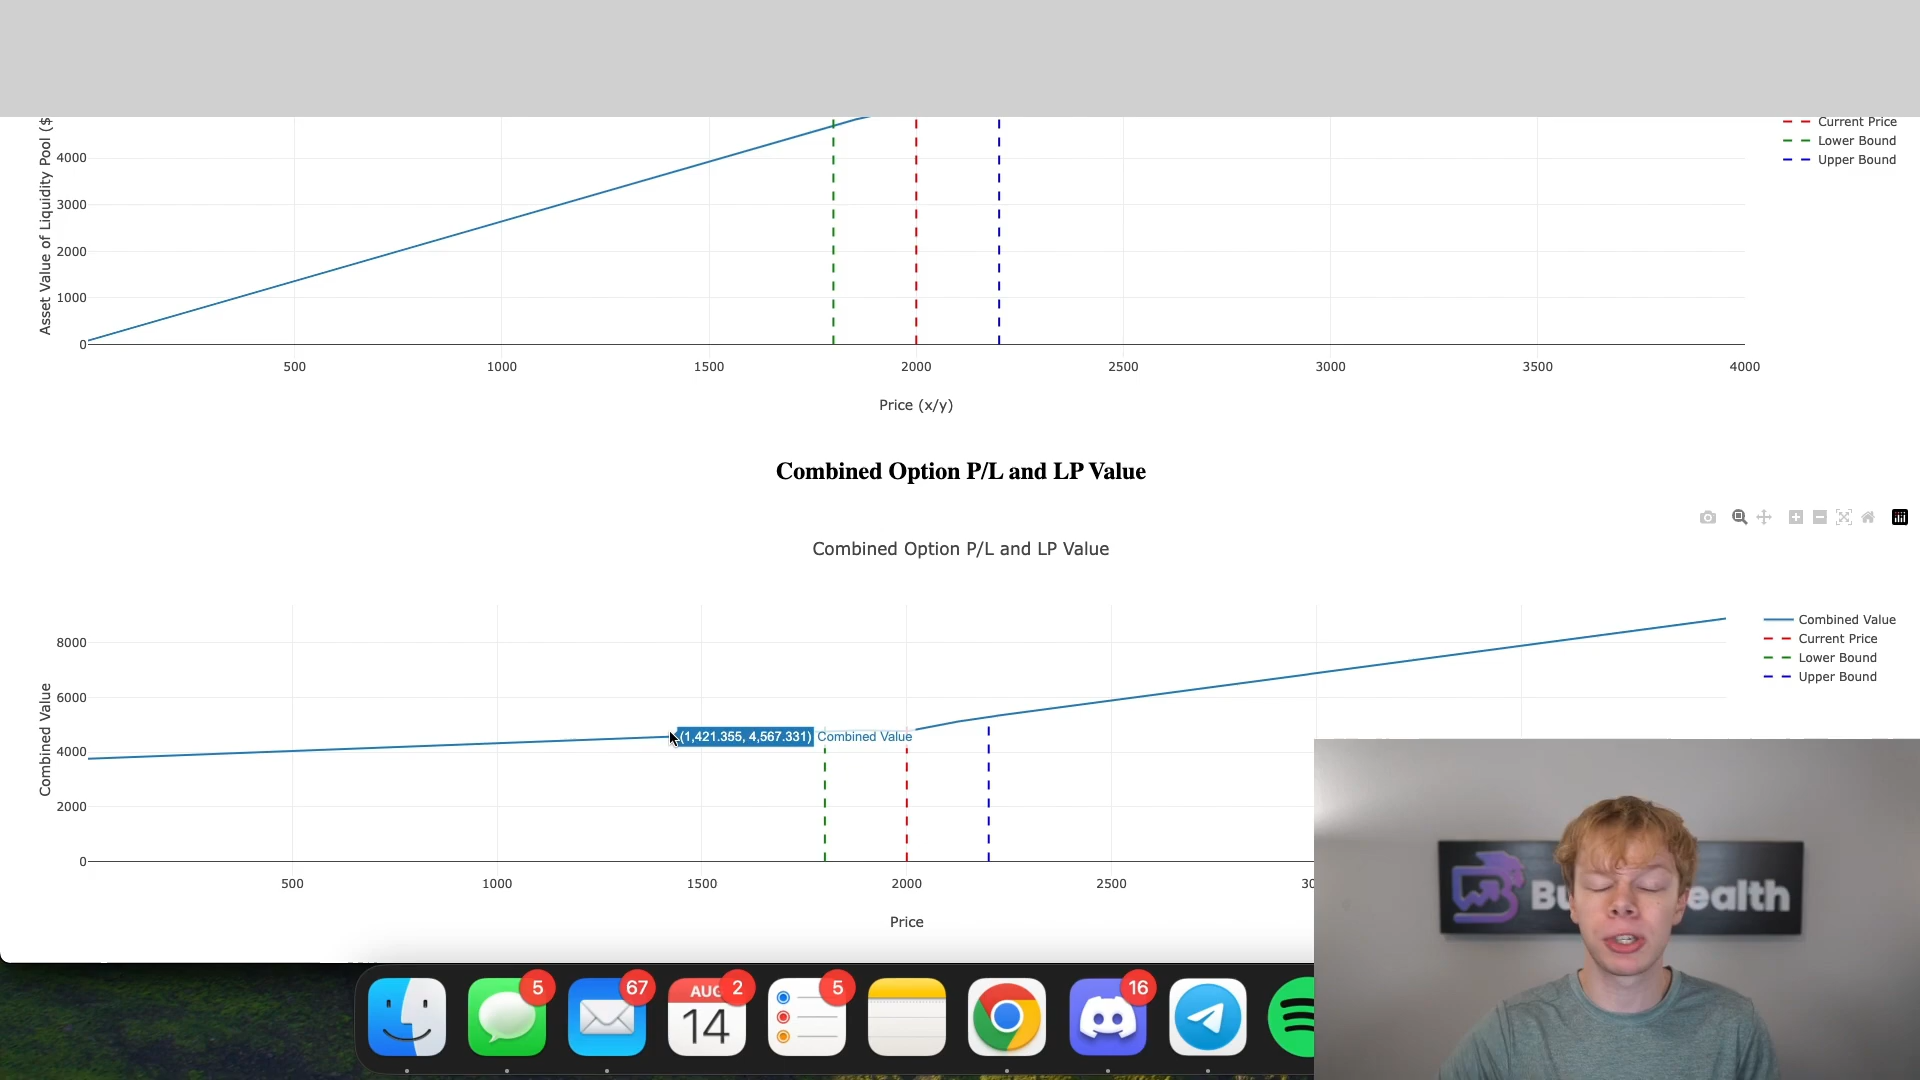 Asset Value of Liquidity Pool ($
4000
3000
2000
1000
0
500
1000
1500
2000
2500
3000
3500
4000
Price (x/y)
Current Price
Lower Bound
Upper Bound
Combined Option P/L and LP Value
Combined Option P/L and LP Value
Combined Value
8000
6000
4000
2000
0
(1,421.355, 4,567.331)
Combined Value
500
1000
1500
2000
2500
30
Price
Combined Value
Current Price
Lower Bound
Upper Bound
Bu ealth
5
67
AUG 2
14
5
16